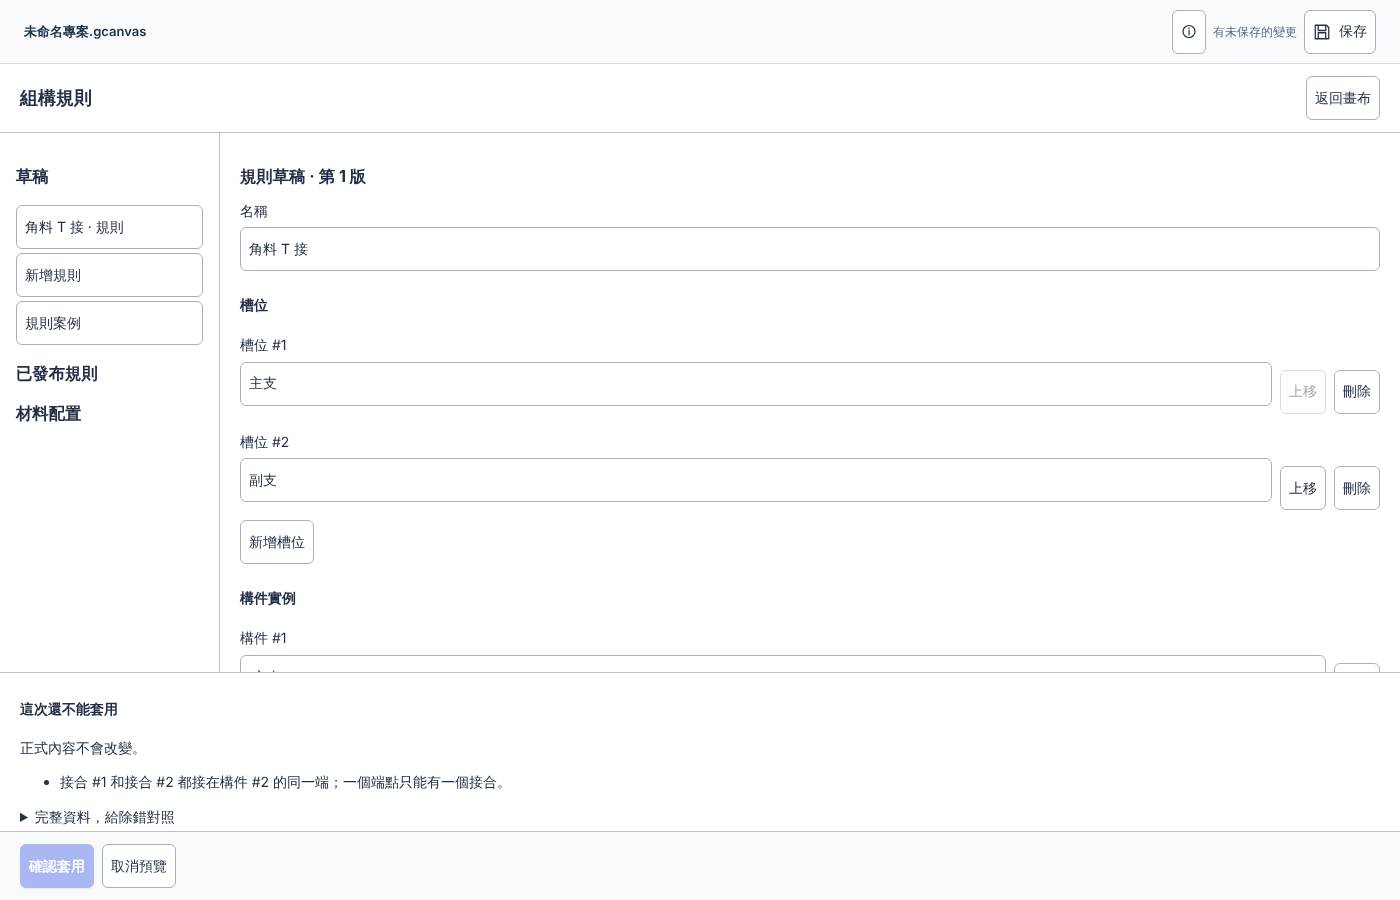 未命名專案.gcanvas
有未保存的變更
保存
組構規則
返回畫布
草稿
角料 T 接 · 規則
新增規則
規則案例
已發布規則
材料配置
規則草稿 · 第 1 版
名稱
角料 T 接
槽位
槽位 #1
主支
上移
刪除
槽位 #2
副支
上移
刪除
新增槽位
構件實例
構件 #1
這次還不能套用
正式內容不會改變。
• 接合 #1 和接合 #2 都接在構件 #2 的同一端；一個端點只能有一個接合。
▶ 完整資料，給除錯對照
確認套用
取消預覽